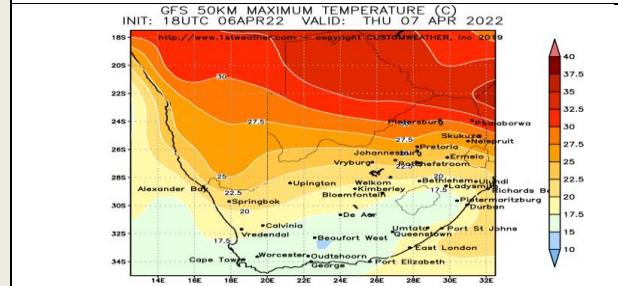 GFS 50KM MAXIMUM TEMPERATURE (C)
INIT: 18UTC 06APR22 VALID: THU 07 APR 2022
http://www.1stweather.com — copyright CUSTOMWEATHER, Inc 2019
18S
20S
22S
24S
26S
28S
30S
32S
34S
30
27.5
Pietersburg
Phalaborwa
27.5
Skukuza
Nelspruit
Pretoria
Johannesburg
Ermelo
Vryburg
Potchefstroom
25
20
Alexander Bay
22.5
Upington
Welkom
Bethlehem
Ulundi
Kimberley
Ladysmith
17.5
Richards B
Springbok
Bloemfontein
Pietermaritzburg
20
De Aar
Durban
Calvinia
Umtata
Port St Johns
17.5
Vredendal
Beaufort West
Queenstown
East London
Cape Town
Worcester
Oudtshoorn
George
Port Elizabeth
14E 16E 18E 20E 22E 24E 26E 28E 30E 32E
40
37.5
35
32.5
30
27.5
25
22.5
20
17.5
15
10